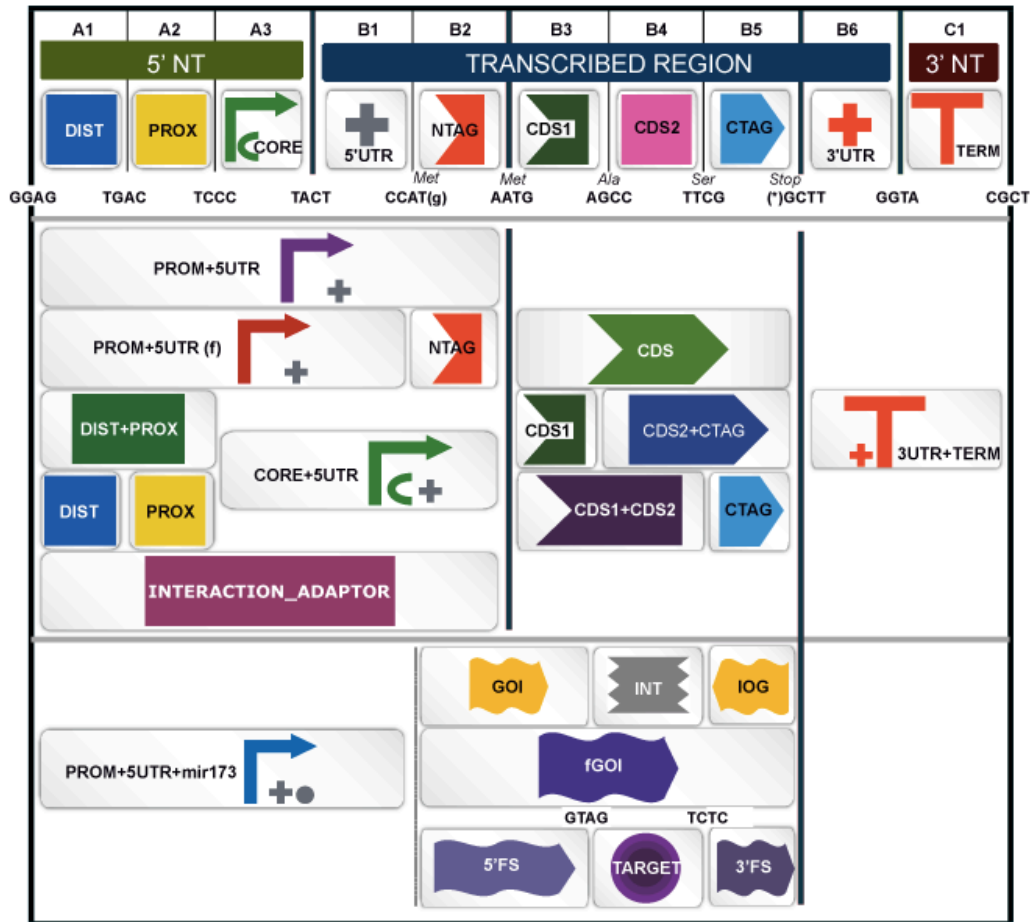 A1 A2 A3 B1 B2 B3 B4 B5 B6 C1
5' NT TRANSCRIBED REGION 3' NT
DIST PROX CORE 5'UTR NTAG CDS1 CDS2 CTAG 3'UTR TERM
Met Met Ala Ser Stop
GGAG TGAC TCCC TACT CCAT(g) AATG AGCC TTCG (*)GCTT GGTA CGCT
PROM+5UTR
PROM+5UTR (f) NTAG CDS
DIST+PROX CDS1 CDS2+CTAG
CORE+5UTR 3UTR+TERM
DIST PROX CDS1+CDS2 CTAG
INTERACTION_ADAPTOR
GOI INT IOG
PROM+5UTR+mir173 fGOI
GTAG TCTC
5'FS TARGET 3'FS